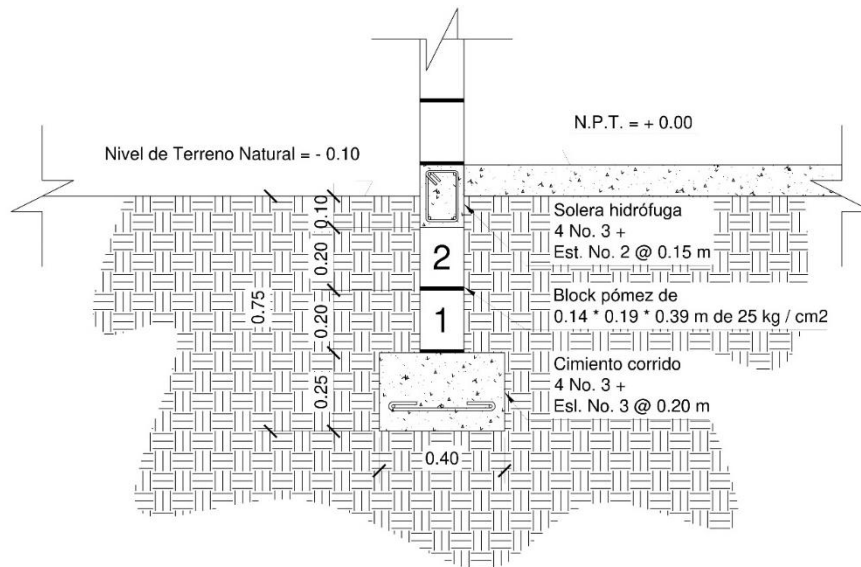 N.P.T. = + 0.00
Nivel de Terreno Natural = - 0.10
0.10
0.20
0.75
0.20
0.25
2
1
0.40
Solera hidrófuga
4 No. 3 +
Est. No. 2 @ 0.15 m
Block pómez de
0.14 * 0.19 * 0.39 m de 25 kg / cm2
Cimiento corrido
4 No. 3 +
Esl. No. 3 @ 0.20 m